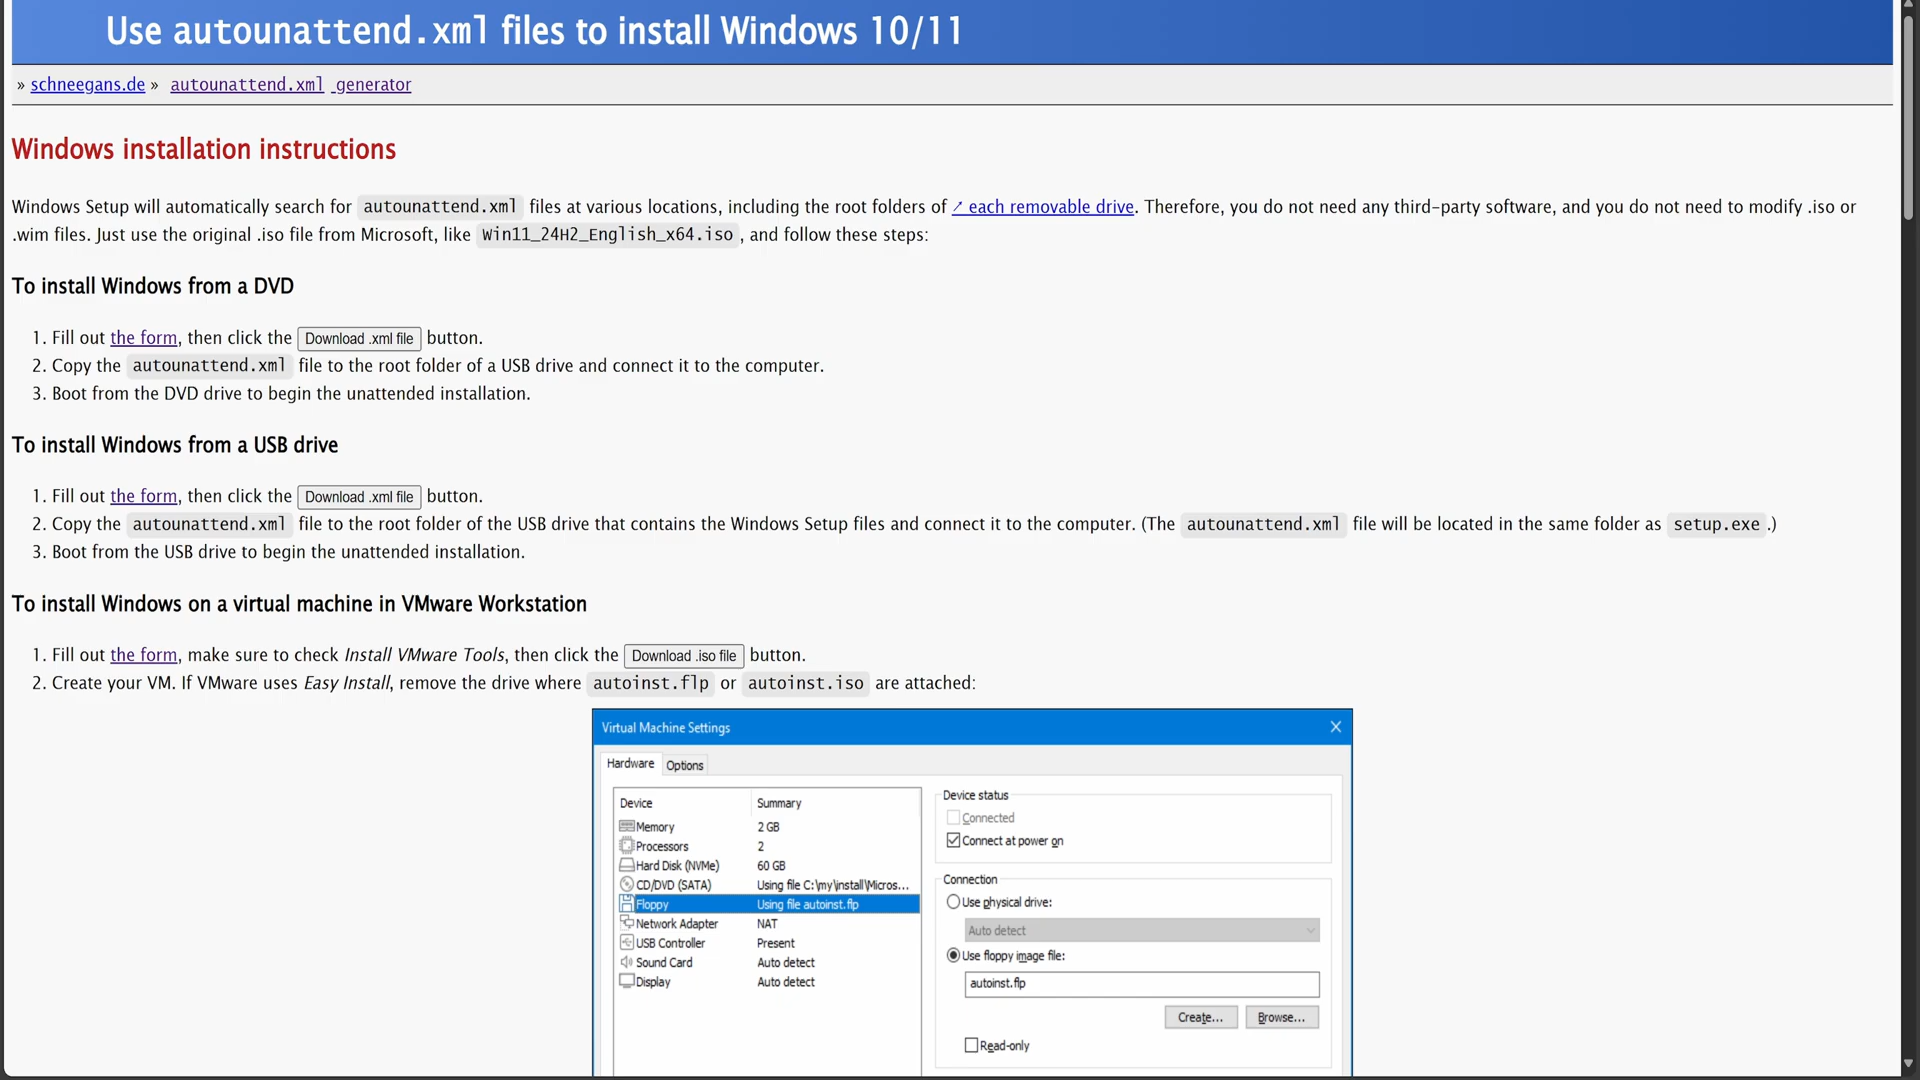 Use autounattend.xml files to install Windows 10/11
» schneegans.de » autounattend.xml generator
Windows installation instructions
Windows Setup will automatically search for autounattend.xml files at various locations, including the root folders of ↗ each removable drive. Therefore, you do not need any third-party software, and you do not need to modify .iso or
.wim files. Just use the original .iso file from Microsoft, like Win11_24H2_English_x64.iso, and follow these steps:
To install Windows from a DVD
1. Fill out the form, then click the Download .xml file button.
2. Copy the autounattend.xml file to the root folder of a USB drive and connect it to the computer.
3. Boot from the DVD drive to begin the unattended installation.
To install Windows from a USB drive
1. Fill out the form, then click the Download .xml file button.
2. Copy the autounattend.xml file to the root folder of the USB drive that contains the Windows Setup files and connect it to the computer. (The autounattend.xml file will be located in the same folder as setup.exe.)
3. Boot from the USB drive to begin the unattended installation.
To install Windows on a virtual machine in VMware Workstation
1. Fill out the form, make sure to check Install VMware Tools, then click the Download .iso file button.
2. Create your VM. If VMware uses Easy Install, remove the drive where autoinst.flp or autoinst.iso are attached:
Virtual Machine Settings
Hardware Options
Device Summary
Memory 2 GB
Processors 2
Hard Disk (NVMe) 60 GB
CD/DVD (SATA) Using file C:\my\install\Micros...
Floppy Using file autoinst.flp
Network Adapter NAT
USB Controller Present
Sound Card Auto detect
Display Auto detect
Device status
Connected
Connect at power on
Connection
Use physical drive:
Auto detect
Use floppy image file:
autoinst.flp
Create... Browse...
Read-only